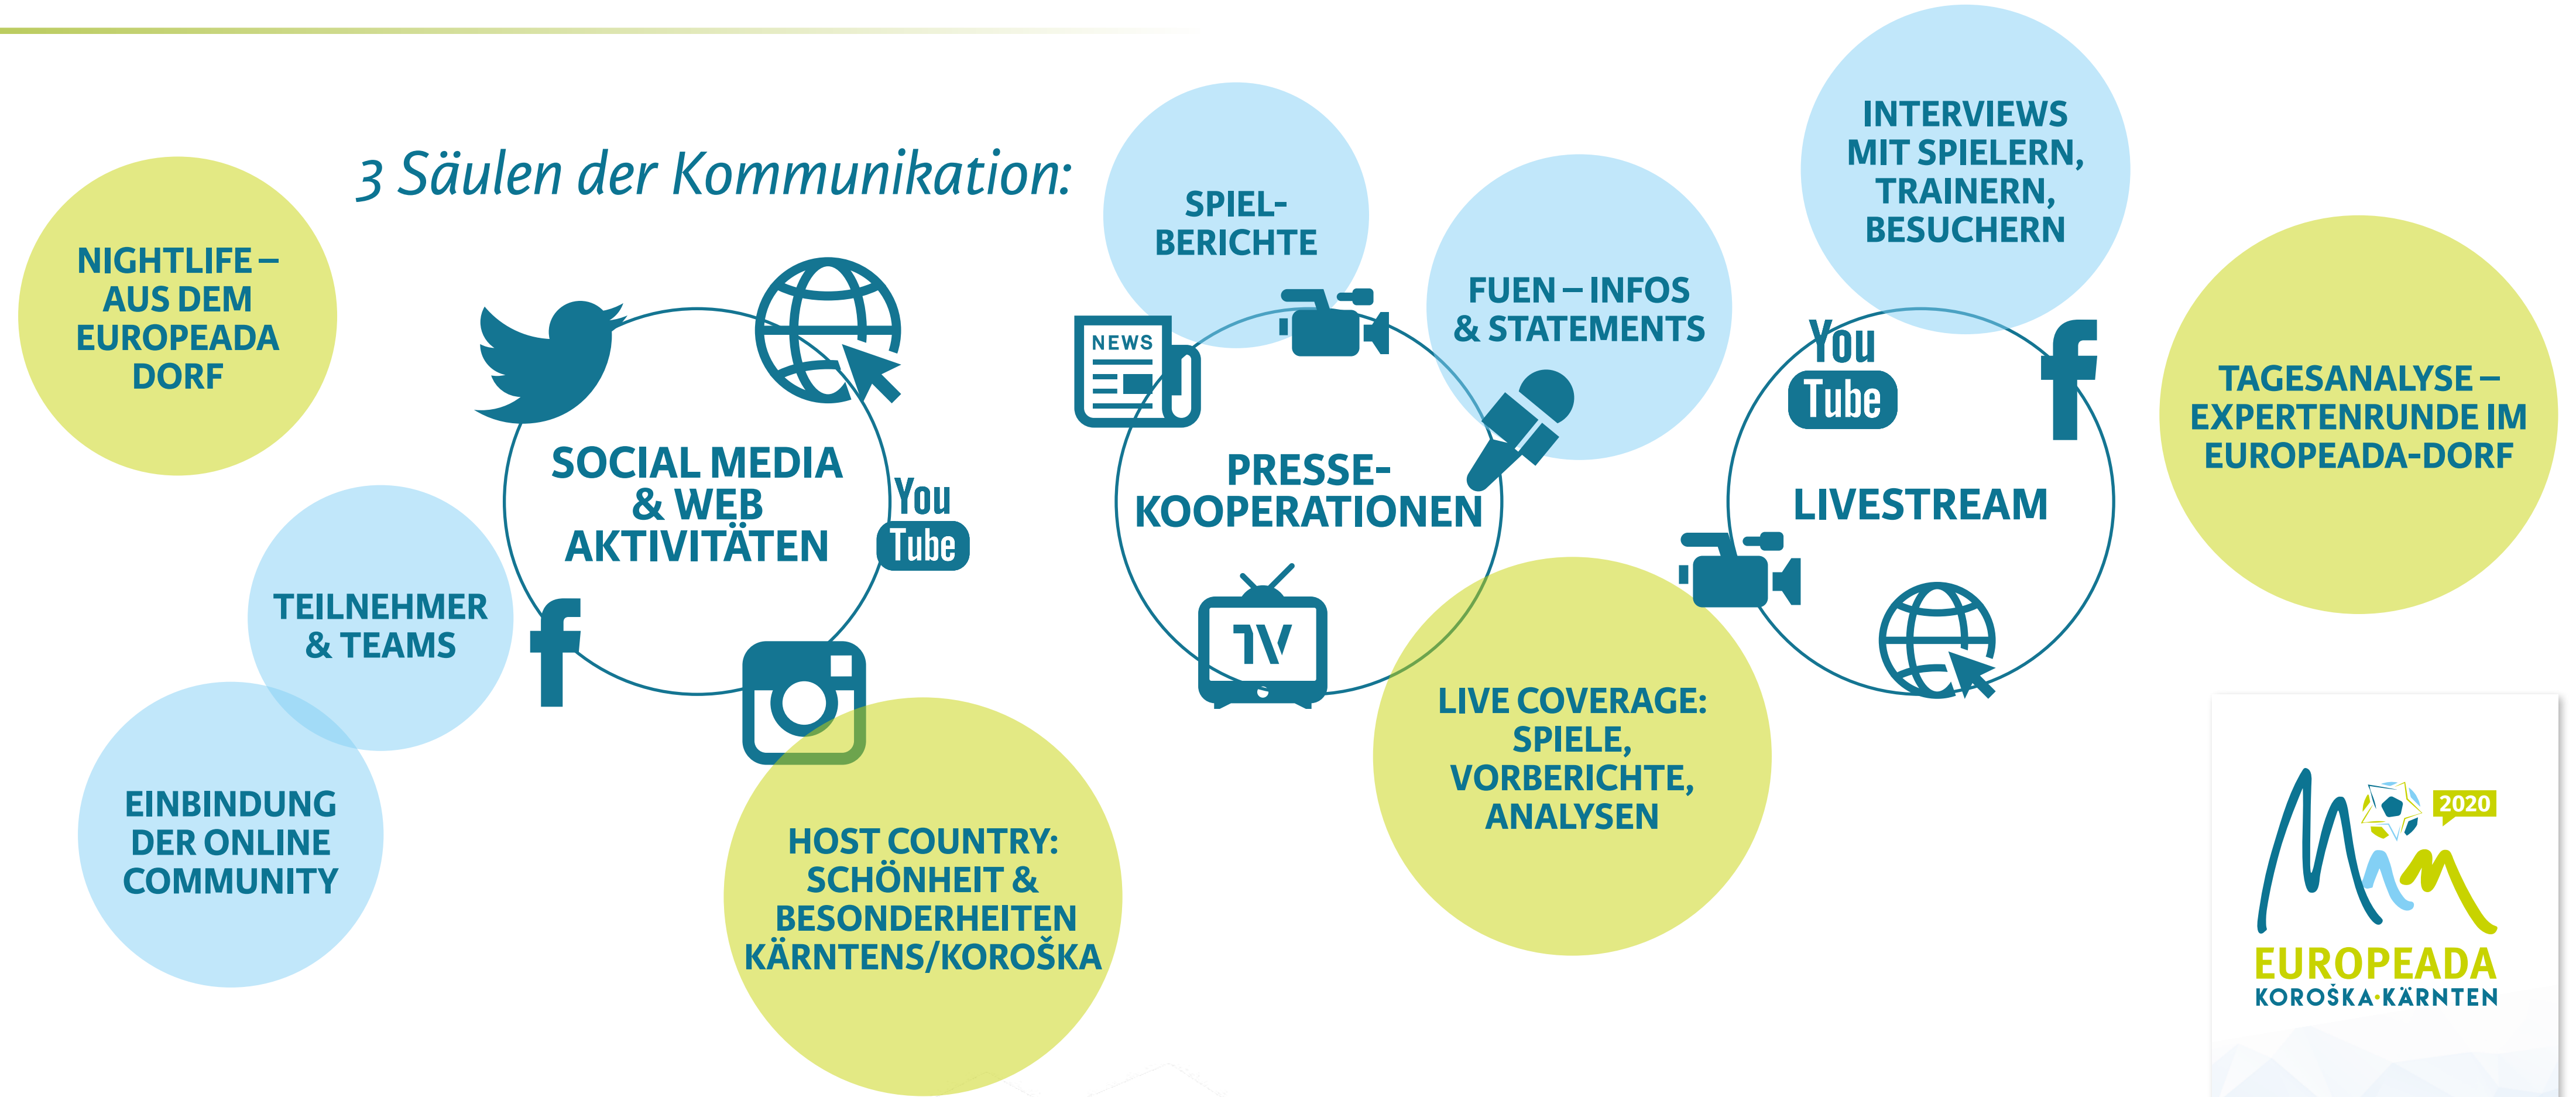 3 Säulen der Kommunikation:
NIGHTLIFE –
AUS DEM
EUROPEADA
DORF
TEILNEHMER
& TEAMS
EINBINDUNG
DER ONLINE
COMMUNITY
SOCIAL MEDIA
& WEB
AKTIVITÄTEN
You
Tube
HOST COUNTRY:
SCHÖNHEIT &
BESONDERHEITEN
KÄRNTENS/KOROŠKA
SPIEL-
BERICHTE
NEWS
FUEN – INFOS
& STATEMENTS
PRESSE-
KOOPERATIONEN
TV
LIVE COVERAGE:
SPIELE,
VORBERICHTE,
ANALYSEN
INTERVIEWS
MIT SPIELERN,
TRAINERN,
BESUCHERN
You
Tube
f
LIVESTREAM
TAGESANALYSE –
EXPERTENRUNDE IM
EUROPEADA-DORF
f
2020
EUROPEADA
KOROŠKA·KÄRNTEN